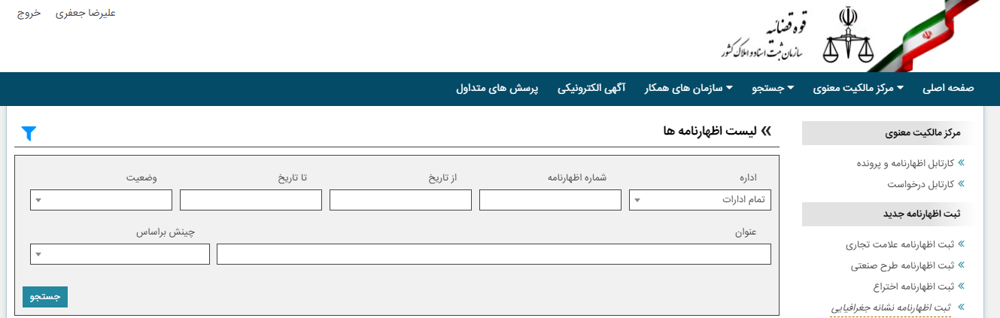 علیرضا جعفری خروج
قوه قضائیه
سازمان ثبت اسناد و املاک کشور
صفحه اصلی مرکز مالکیت معنوی جستجو سازمان های همکار آگهی الکترونیکی پرسش های متداول
مرکز مالکیت معنوی
کارتابل اظهارنامه و پرونده
کارتابل درخواست
ثبت اظهارنامه جدید
ثبت اظهارنامه علامت تجاری
ثبت اظهارنامه طرح صنعتی
ثبت اظهارنامه اختراع
ثبت اظهارنامه نشانه جغرافیایی
لیست اظهارنامه ها
اداره شماره اظهارنامه از تاریخ تا تاریخ وضعیت
تمام ادارات
عنوان چینش براساس
جستجو